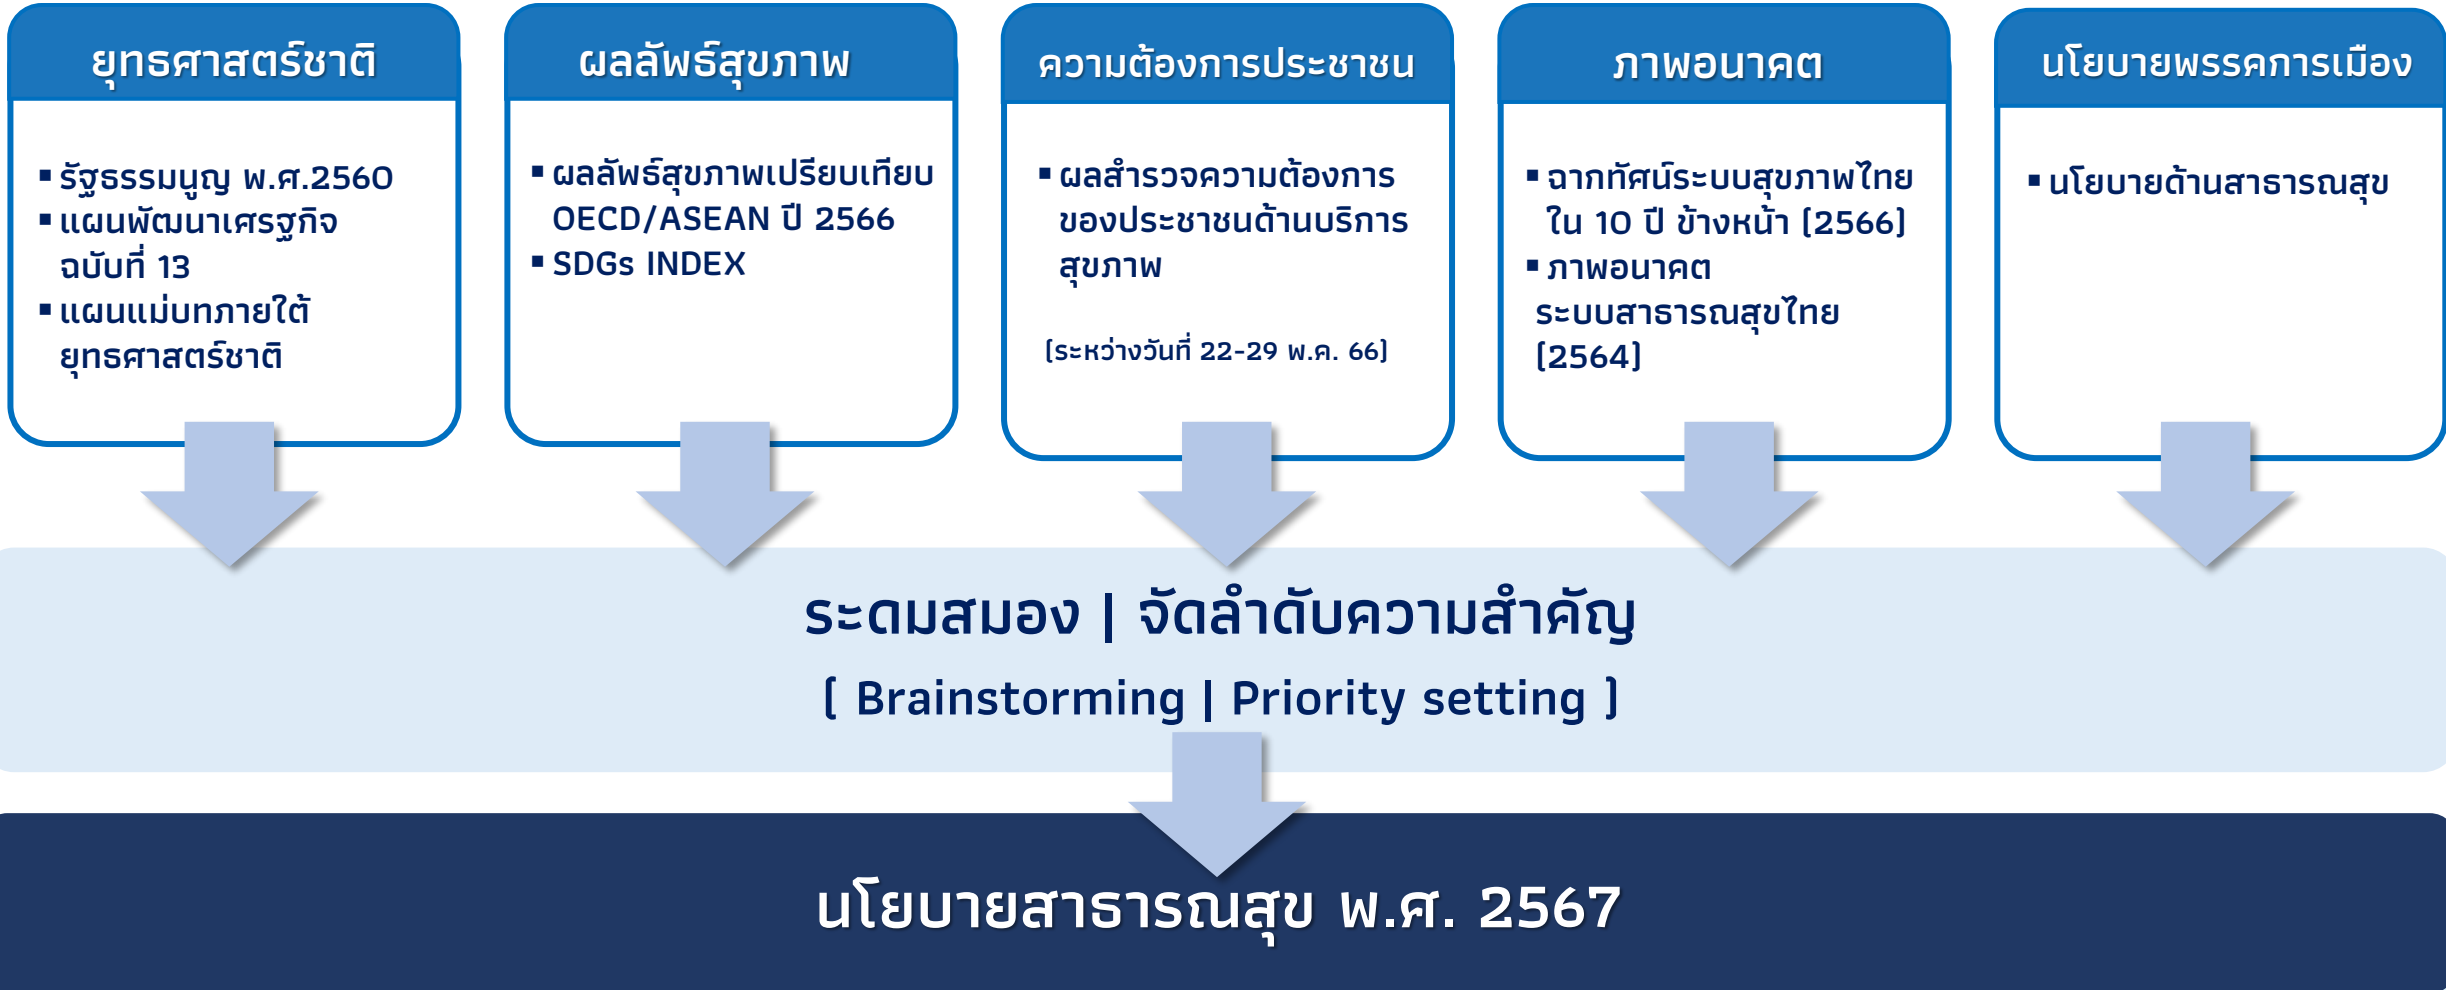 ยุทธศาสตร์ชาติ
▪ รัฐธรรมนูญ พ.ศ.2560
▪ แผนพัฒนาเศรษฐกิจ
ฉบับที่ 13
▪ แผนแม่บทภายใต้
ยุทธศาสตร์ชาติ
ผลลัพธ์สุขภาพ
▪ ผลลัพธ์สุขภาพเปรียบเทียบ
OECD/ASEAN ปี 2566
▪ SDGs INDEX
ความต้องการประชาชน
▪ ผลสำรวจความต้องการ
ของประชาชนด้านบริการ
สุขภาพ
(ระหว่างวันที่ 22-29 พ.ค. 66)
ภาพอนาคต
▪ ฉากทัศน์ระบบสุขภาพไทย
ใน 10 ปี ข้างหน้า (2566)
▪ ภาพอนาคต
ระบบสาธารณสุขไทย
(2564)
นโยบายพรรคการเมือง
▪ นโยบายด้านสาธารณสุข
ระดมสมอง | จัดลำดับความสำคัญ
( Brainstorming | Priority setting )
นโยบายสาธารณสุข พ.ศ. 2567